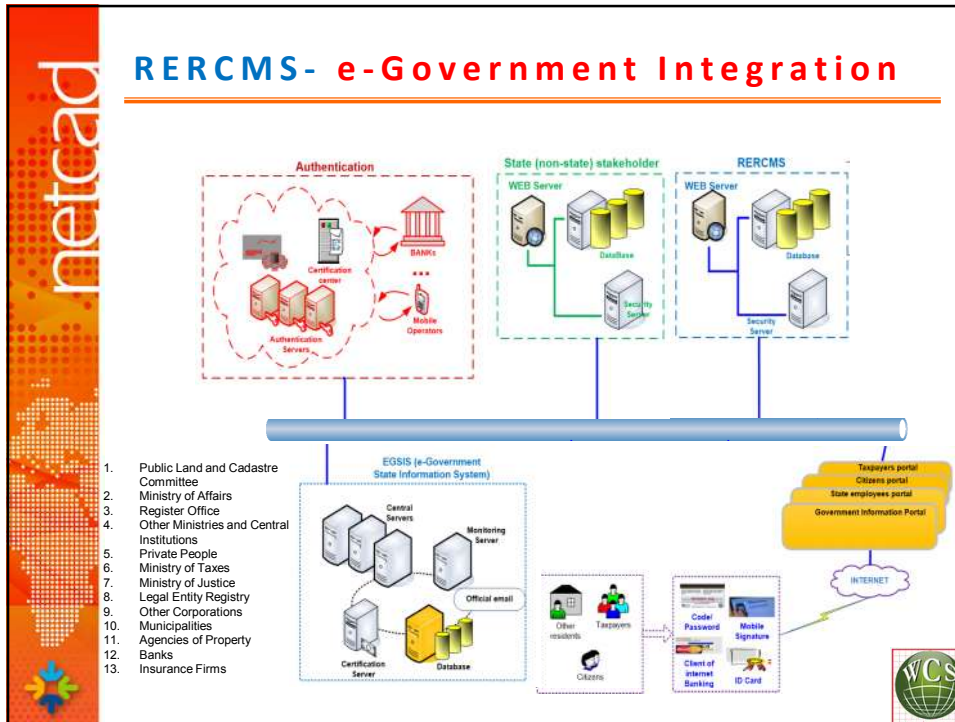 netcad
RERCMS- e-Government Integration
Authentication
Certification
center
BANKs
...
Mobile
Operators
Authentication
Servers
State (non-state) stakeholder
WEB Server
DataBase
Security
Server
RERCMS
WEB Server
Database
Security
Server
1. Public Land and Cadastre
Committee
2. Ministry of Affairs
3. Register Office
4. Other Ministries and Central
Institutions
5. Private People
6. Ministry of Taxes
7. Ministry of Justice
8. Legal Entity Registry
9. Other Corporations
10. Municipalities
11. Agencies of Property
12. Banks
13. Insurance Firms
EGSIS (e-Government
State Information System)
Central
Servers
Monitoring
Server
Official email
Certification
Server
Database
Other
residents
Taxpayers
Citizens
Code/
Password
Mobile
Signature
Client of
internet
Banking
ID Card
Taxpayers portal
Citizens portal
State employees portal
Government Information Portal
INTERNET
WCS